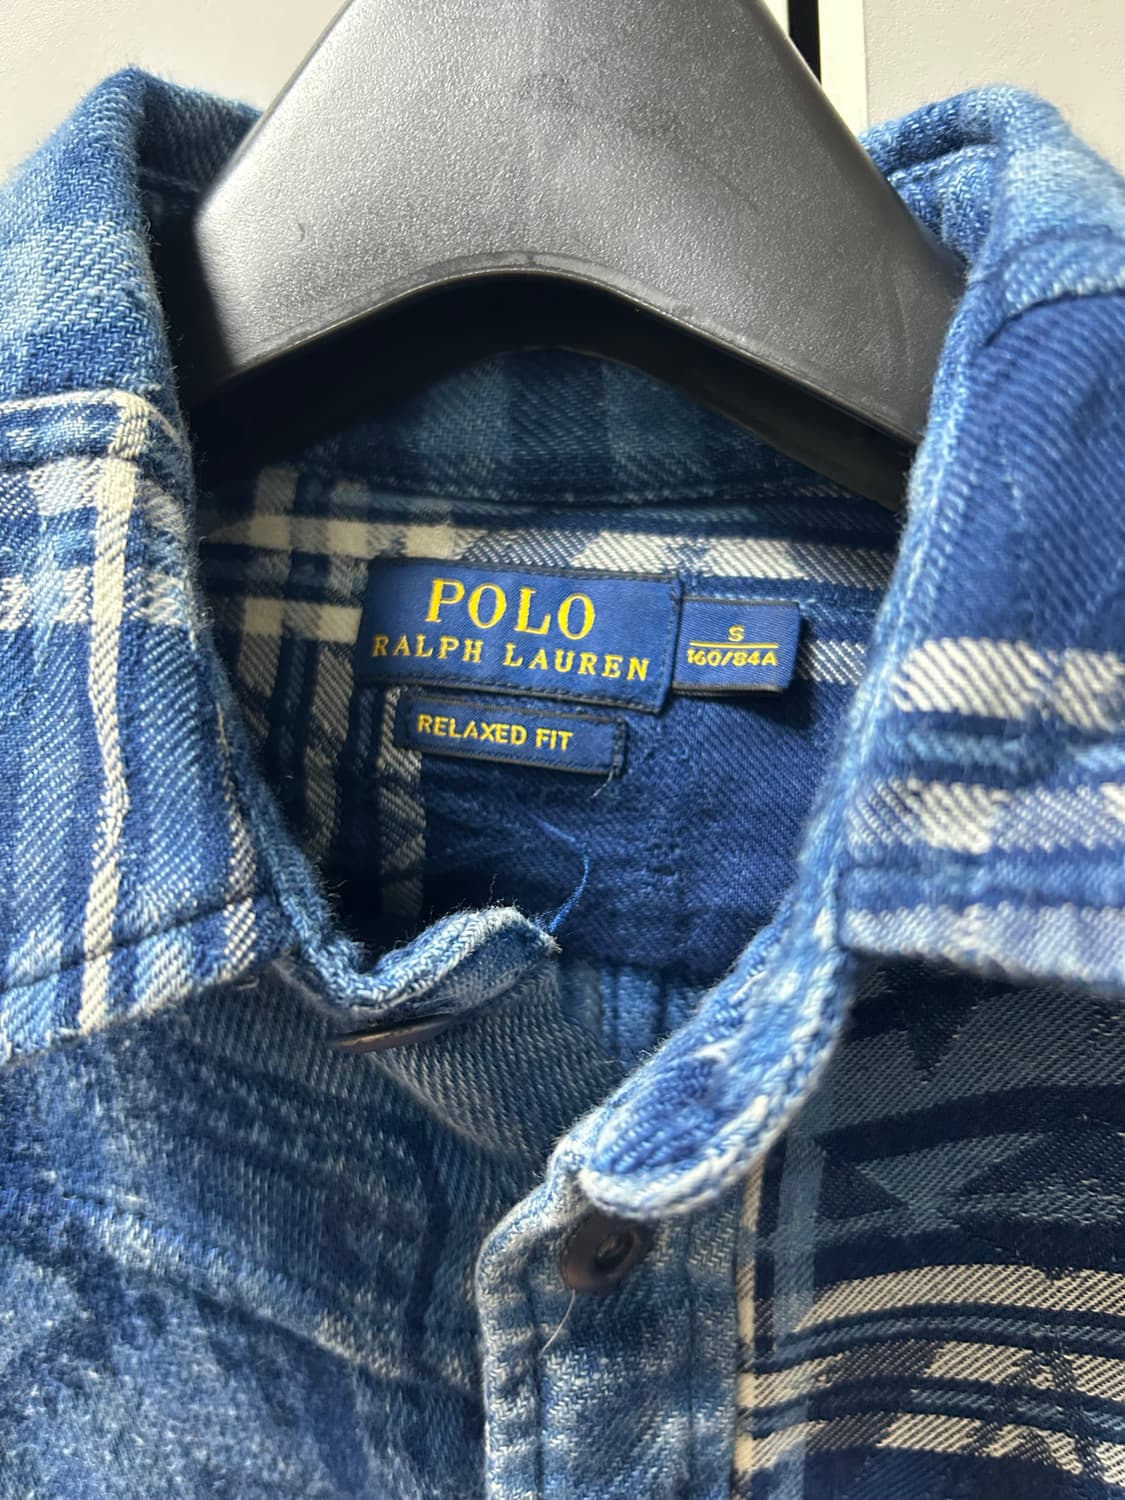 POLO
RALPH LAUREN
S
160/84A
RELAXED FIT